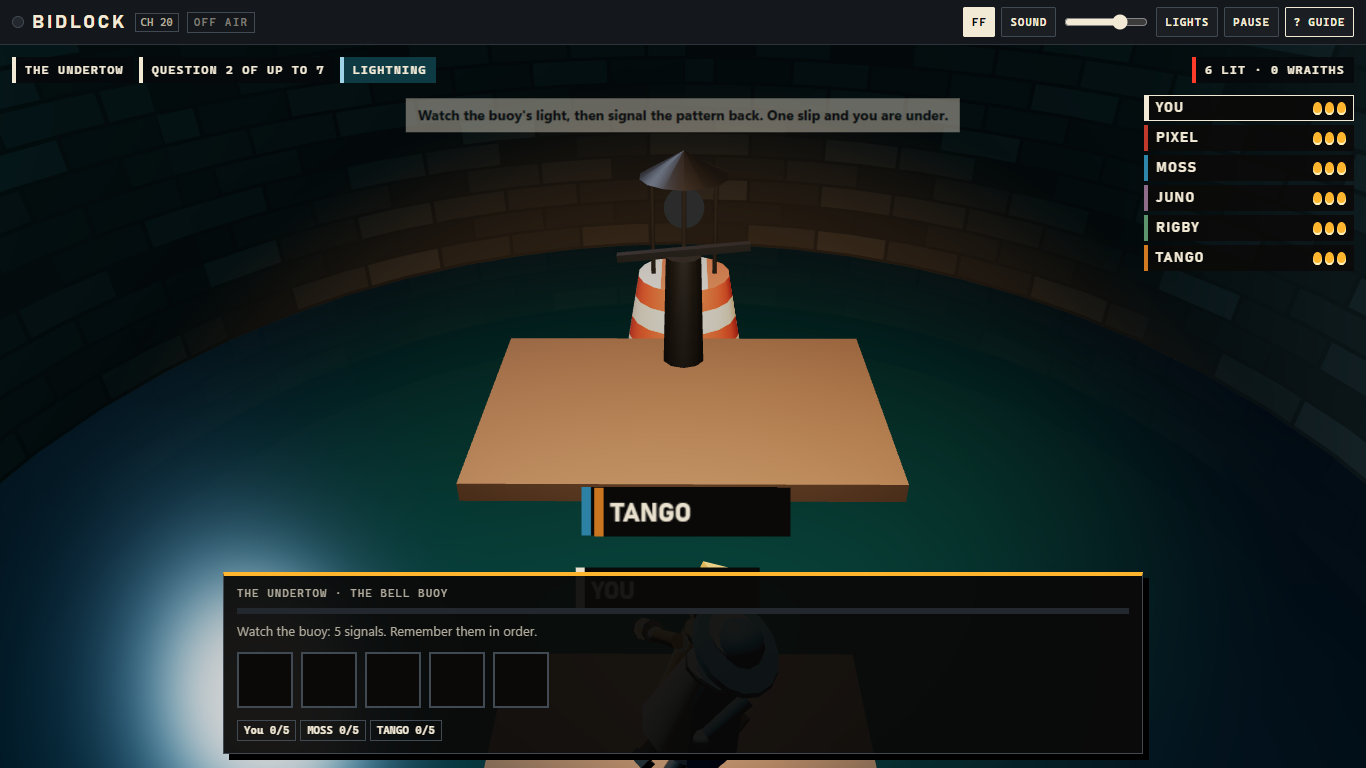 BIDLOCK CH 20 OFF AIR FF SOUND LIGHTS PAUSE ? GUIDE
THE UNDERTOW QUESTION 2 OF UP TO 7 LIGHTNING 6 LIT · 0 WRAITHS
Watch the buoy's light, then signal the pattern back. One slip and you are under.
YOU
PIXEL
MOSS
JUNO
RIGBY
TANGO
TANGO
YOU
THE UNDERTOW · THE BELL BUOY
Watch the buoy: 5 signals. Remember them in order.
You 0/5 MOSS 0/5 TANGO 0/5